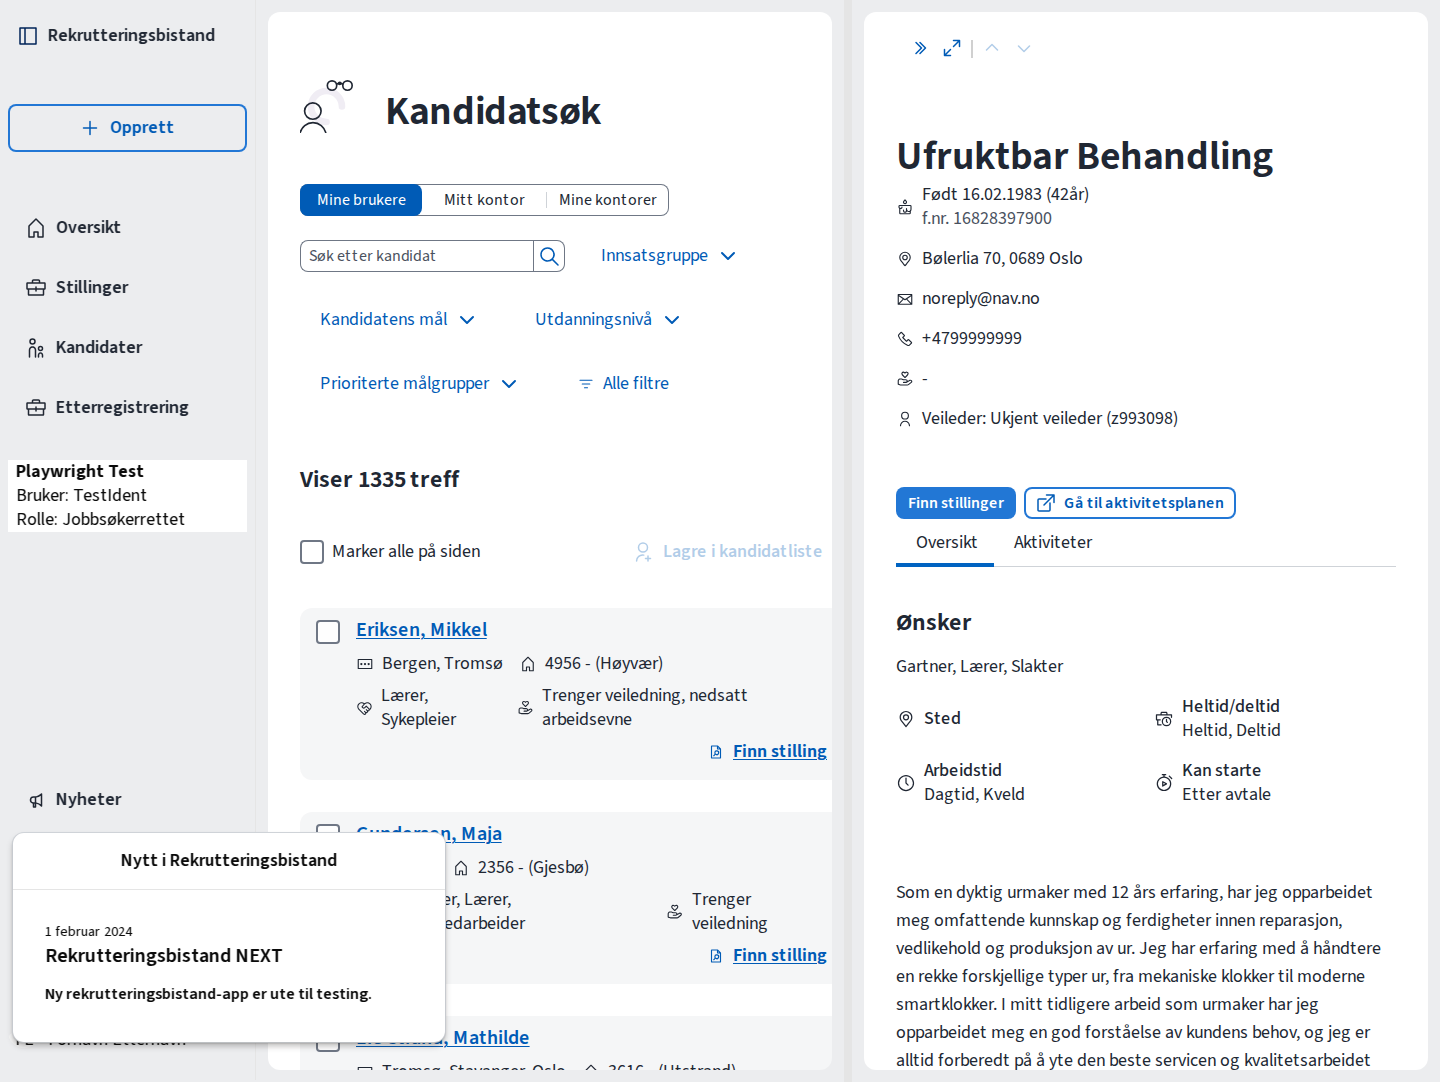 Rekrutteringsbistand
Opprett
Oversikt
Stillinger
Kandidater
Etterregistrering
Playwright Test
Bruker: TestIdent
Rolle: Jobbsøkerrettet
Nyheter
Nytt i Rekrutteringsbistand
1 februar 2024
Rekrutteringsbistand NEXT
Ny rekrutteringsbistand-app er ute til testing.
Kandidatsøk
Mine brukere Mitt kontor Mine kontorer
Søk etter kandidat
Innsatsgruppe
Kandidatens mål Utdanningsnivå
Prioriterte målgrupper Alle filtre
Viser 1335 treff
Marker alle på siden Lagre i kandidatliste
Eriksen, Mikkel
Bergen, Tromsø 4956 - (Høyvær)
Lærer, Sykepleier
Trenger veiledning, nedsatt arbeidsevne
Finn stilling
Maja
2356 - (Gjesbø)
Lærer,
Trenger veiledning
Finn stilling
Mathilde
Tromsø, Stavanger, Oslo 3616 - (Utstrand)
Ufruktbar Behandling
Født 16.02.1983 (42år)
f.nr. 16828397900
Bølerlia 70, 0689 Oslo
noreply@nav.no
+4799999999
-
Veileder: Ukjent veileder (z993098)
Finn stillinger Gå til aktivitetsplanen
Oversikt Aktiviteter
Ønsker
Gartner, Lærer, Slakter
Sted
Heltid/deltid
Heltid, Deltid
Arbeidstid
Dagtid, Kveld
Kan starte
Etter avtale
Som en dyktig urmaker med 12 års erfaring, har jeg opparbeidet
meg omfattende kunnskap og ferdigheter innen reparasjon,
vedlikehold og produksjon av ur. Jeg har erfaring med å håndtere
en rekke forskjellige typer ur, fra mekaniske klokker til moderne
smartklokker. I mitt tidligere arbeid som urmaker har jeg
opparbeidet meg en god forståelse av kundens behov, og jeg er
alltid forberedt på å yte den beste servicen og kvalitetsarbeidet